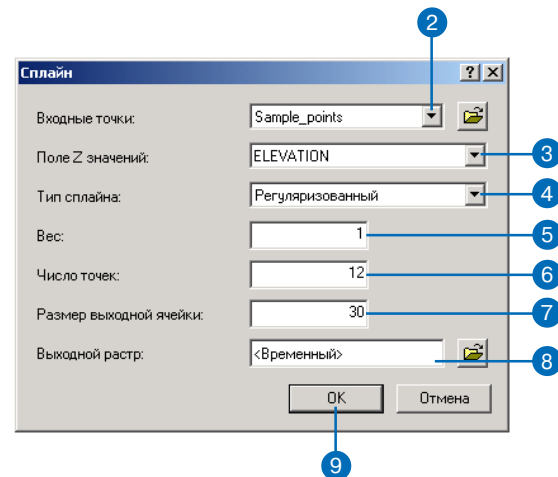 2
Сплайн
Входные точки: Sample_points
Поле Z значений: ELEVATION 3
Тип сплайна: Регуляризованный 4
Вес: 1 5
Число точек: 12 6
Размер выходной ячейки: 30 7
Выходной растр: <Временный> 8
OK Отмена
9